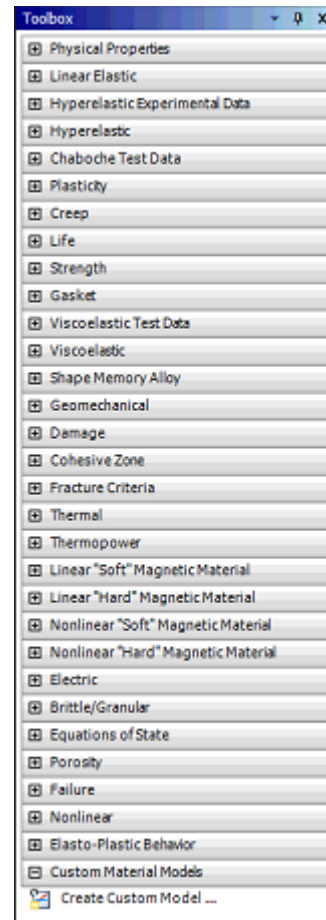 Toolbox
Physical Properties
Linear Elastic
Hyperelastic Experimental Data
Hyperelastic
Chaboche Test Data
Plasticity
Creep
Life
Strength
Gasket
Viscoelastic Test Data
Viscoelastic
Shape Memory Alloy
Geomechanical
Damage
Cohesive Zone
Fracture Criteria
Thermal
Thermopower
Linear "Soft" Magnetic Material
Linear "Hard" Magnetic Material
Nonlinear "Soft" Magnetic Material
Nonlinear "Hard" Magnetic Material
Electric
Brittle/Granular
Equations of State
Porosity
Failure
Nonlinear
Elasto-Plastic Behavior
Custom Material Models
Create Custom Model ...